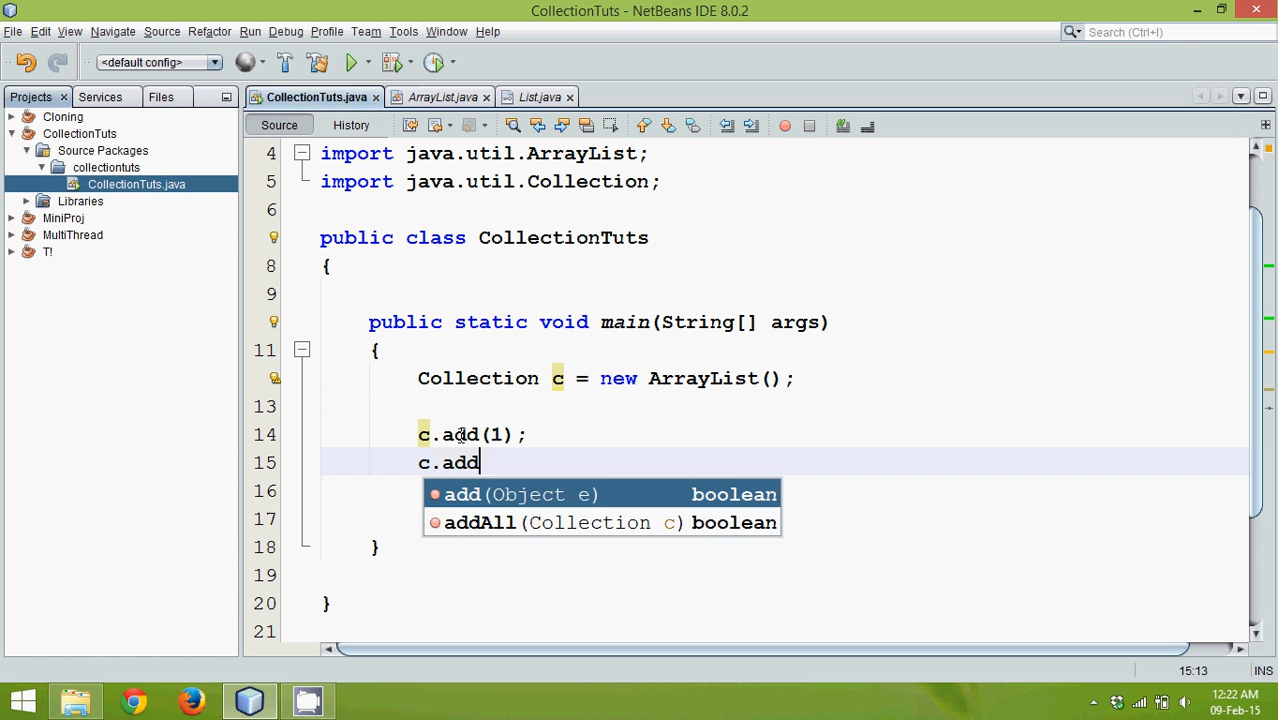 CollectionTuts - NetBeans IDE 8.0.2
File Edit View Navigate Source Refactor Run Debug Profile Team Tools Window Help
Search (Ctrl+I)
<default config>
Projects Services Files
CollectionTuts.java ArrayList.java List.java
Source History
Cloning
CollectionTuts
Source Packages
collectiontuts
CollectionTuts.java
Libraries
MiniProj
MultiThread
T!
4 import java.util.ArrayList;
5 import java.util.Collection;
6
public class CollectionTuts
8 {
9
public static void main(String[] args)
11 {
Collection c = new ArrayList();
13
14 c.add(1);
15 c.add
16 add(Object e) boolean
17 addAll(Collection c) boolean
18 }
19
20 }
21
15:13 INS
12:22 AM
09-Feb-15